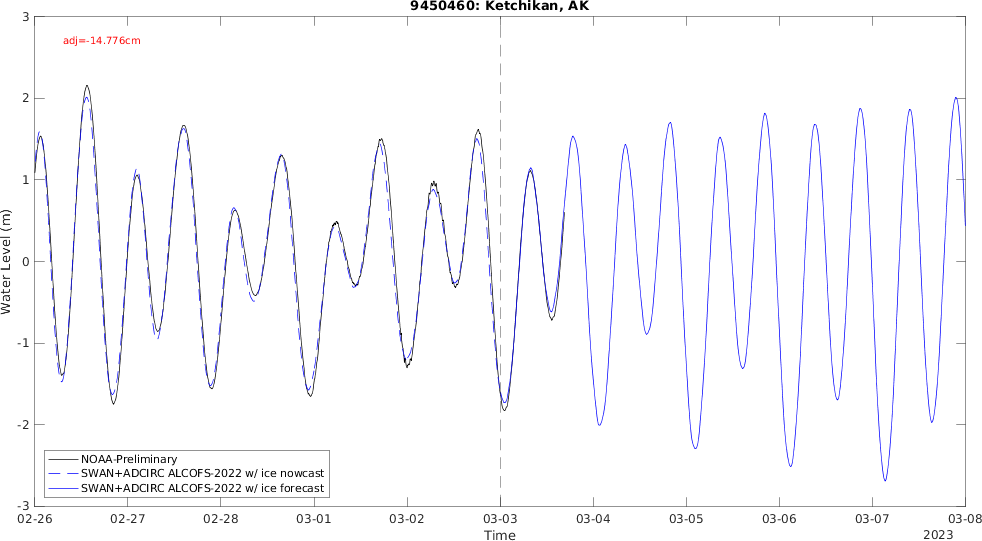 9450460: Ketchikan, AK
adj=-14.776cm
Water Level (m)
3
2
1
0
-1
-2
-3
NOAA-Preliminary
SWAN+ADCIRC ALCOFS-2022 w/ ice nowcast
SWAN+ADCIRC ALCOFS-2022 w/ ice forecast
02-26 02-27 02-28 03-01 03-02 03-03 03-04 03-05 03-06 03-07 03-08
Time
2023